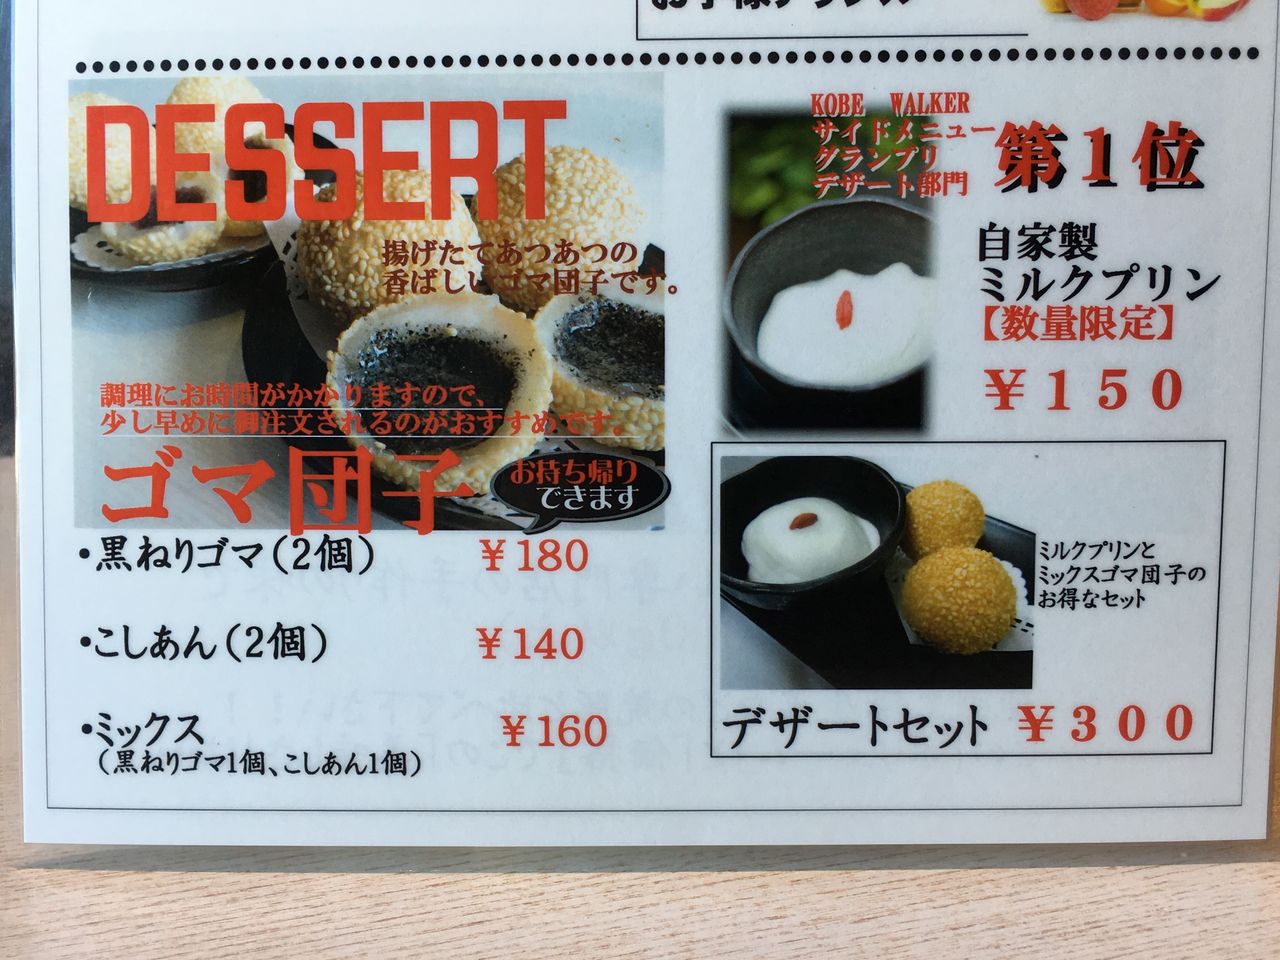 DESSERT
揚げたてあつあつの
香ばしいゴマ団子です。
調理にお時間がかかりますので、
少し早めに御注文されるのがおすすめです。
ゴマ団子
お持ち帰り
できます
・黒ねりゴマ(2個) ￥180
・こしあん(2個) ￥140
・ミックス ￥160
(黒ねりゴマ1個、こしあん1個)
KOBE WALKER
サイドメニュー
グランプリ
デザート部門
第1位
自家製
ミルクプリン
【数量限定】
￥150
ミルクプリンと
ミックスゴマ団子の
お得なセット
デザートセット ￥300